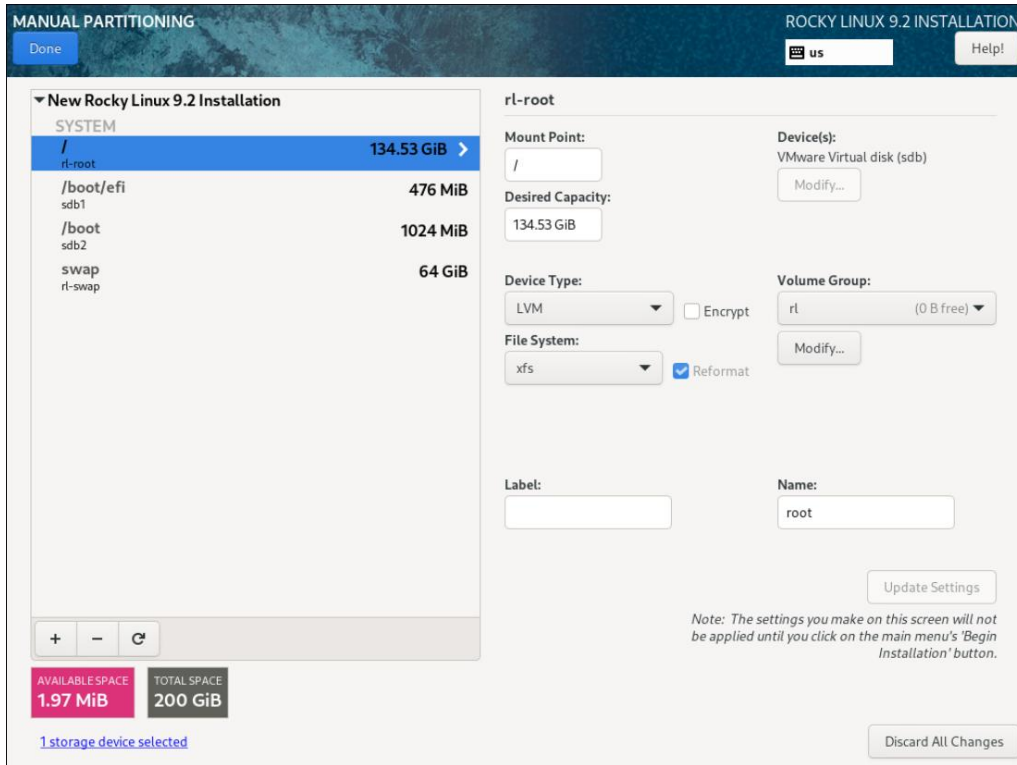 MANUAL PARTITIONING
ROCKY LINUX 9.2 INSTALLATION
Done
us
Help!
New Rocky Linux 9.2 Installation
SYSTEM
/
134.53 GiB
rl-root
/boot/efi
476 MiB
sdb1
/boot
1024 MiB
sdb2
swap
64 GiB
rl-swap
rl-root
Mount Point:
/
Device(s):
VMware Virtual disk (sdb)
Modify...
Desired Capacity:
134.53 GiB
Device Type:
LVM
Encrypt
Volume Group:
rl (0 B free)
Modify...
File System:
xfs
Reformat
Label:
Name:
root
Update Settings
Note: The settings you make on this screen will not
be applied until you click on the main menu's 'Begin
Installation' button.
+ −
AVAILABLE SPACE
1.97 MiB
TOTAL SPACE
200 GiB
1 storage device selected
Discard All Changes